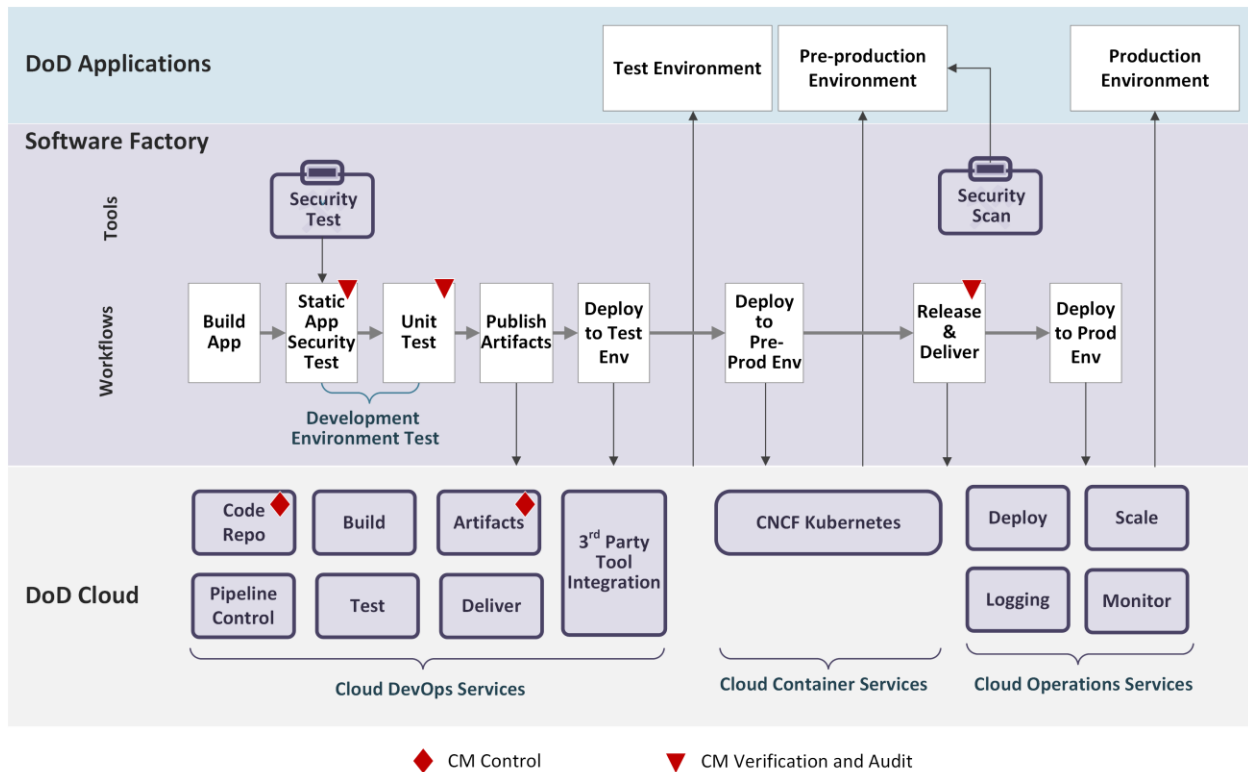 DoD Applications
Test Environment
Pre-production
Environment
Production
Environment
Software Factory
Tools
Security
Test
Security
Scan
Workflows
Build
App
Static
App
Security
Test
Unit
Test
Publish
Artifacts
Deploy
to Test
Env
Deploy
to
Pre-
Prod Env
Release
&
Deliver
Deploy
to Prod
Env
Development
Environment Test
DoD Cloud
Code
Repo
Build
Artifacts
3rd Party
Tool
Integration
Pipeline
Control
Test
Deliver
CNCF Kubernetes
Deploy
Scale
Logging
Monitor
Cloud DevOps Services
Cloud Container Services
Cloud Operations Services
CM Control
CM Verification and Audit